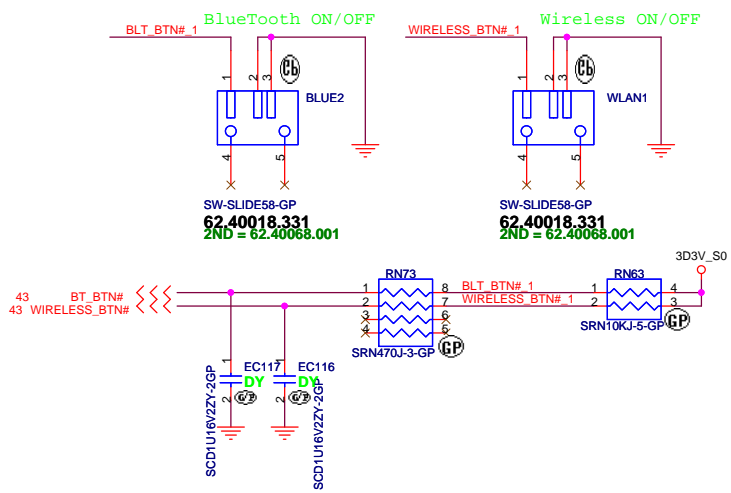 BlueTooth ON/OFF
Wireless ON/OFF
BLT_BTN#_1
WIRELESS_BTN#_1
1 2 3
Cb
1 2 3
Cb
BLUE2
WLAN1
4 5
4 5
SW-SLIDE58-GP
SW-SLIDE58-GP
62.40018.331
62.40018.331
2ND = 62.40068.001
2ND = 62.40068.001
3D3V_S0
RN73
RN63
43 BT_BTN#
1 8 BLT_BTN#_1 1 4
43 WIRELESS_BTN#
2 7 WIRELESS_BTN#_1 2 3
3 6
4 5
SRN10KJ-5-GP
GP
SRN470J-3-GP
GP
1 EC117
1 EC116
DY
DY
2 G/P
2 G/P
SCD1U16V2ZY-2GP
SCD1U16V2ZY-2GP